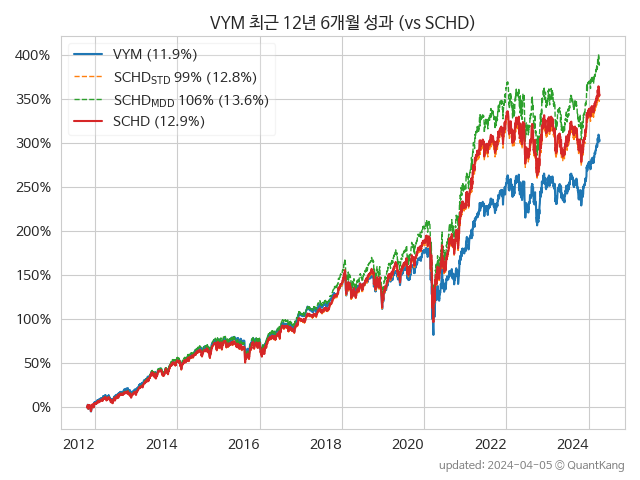 VYM 최근 12년 6개월 성과 (vs SCHD)
VYM (11.9%)
SCHD_STD 99% (12.8%)
SCHD_MDD 106% (13.6%)
SCHD (12.9%)
400%
350%
300%
250%
200%
150%
100%
50%
0%
2012 2014 2016 2018 2020 2022 2024
updated: 2024-04-05 © QuantKang